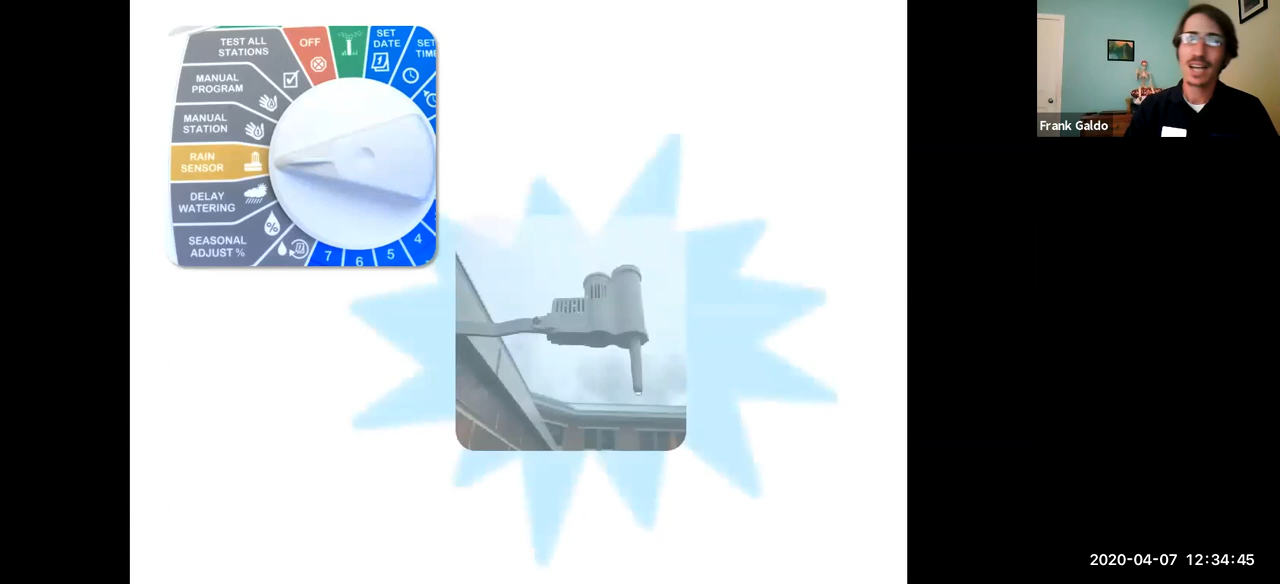 TEST ALL
STATIONS
OFF
SET
DATE
SET
TIME
MANUAL
PROGRAM
MANUAL
STATION
RAIN
SENSOR
DELAY
WATERING
SEASONAL
ADJUST %
1
%
7
6
5
4
Frank Galdo
2020-04-07 12:34:45